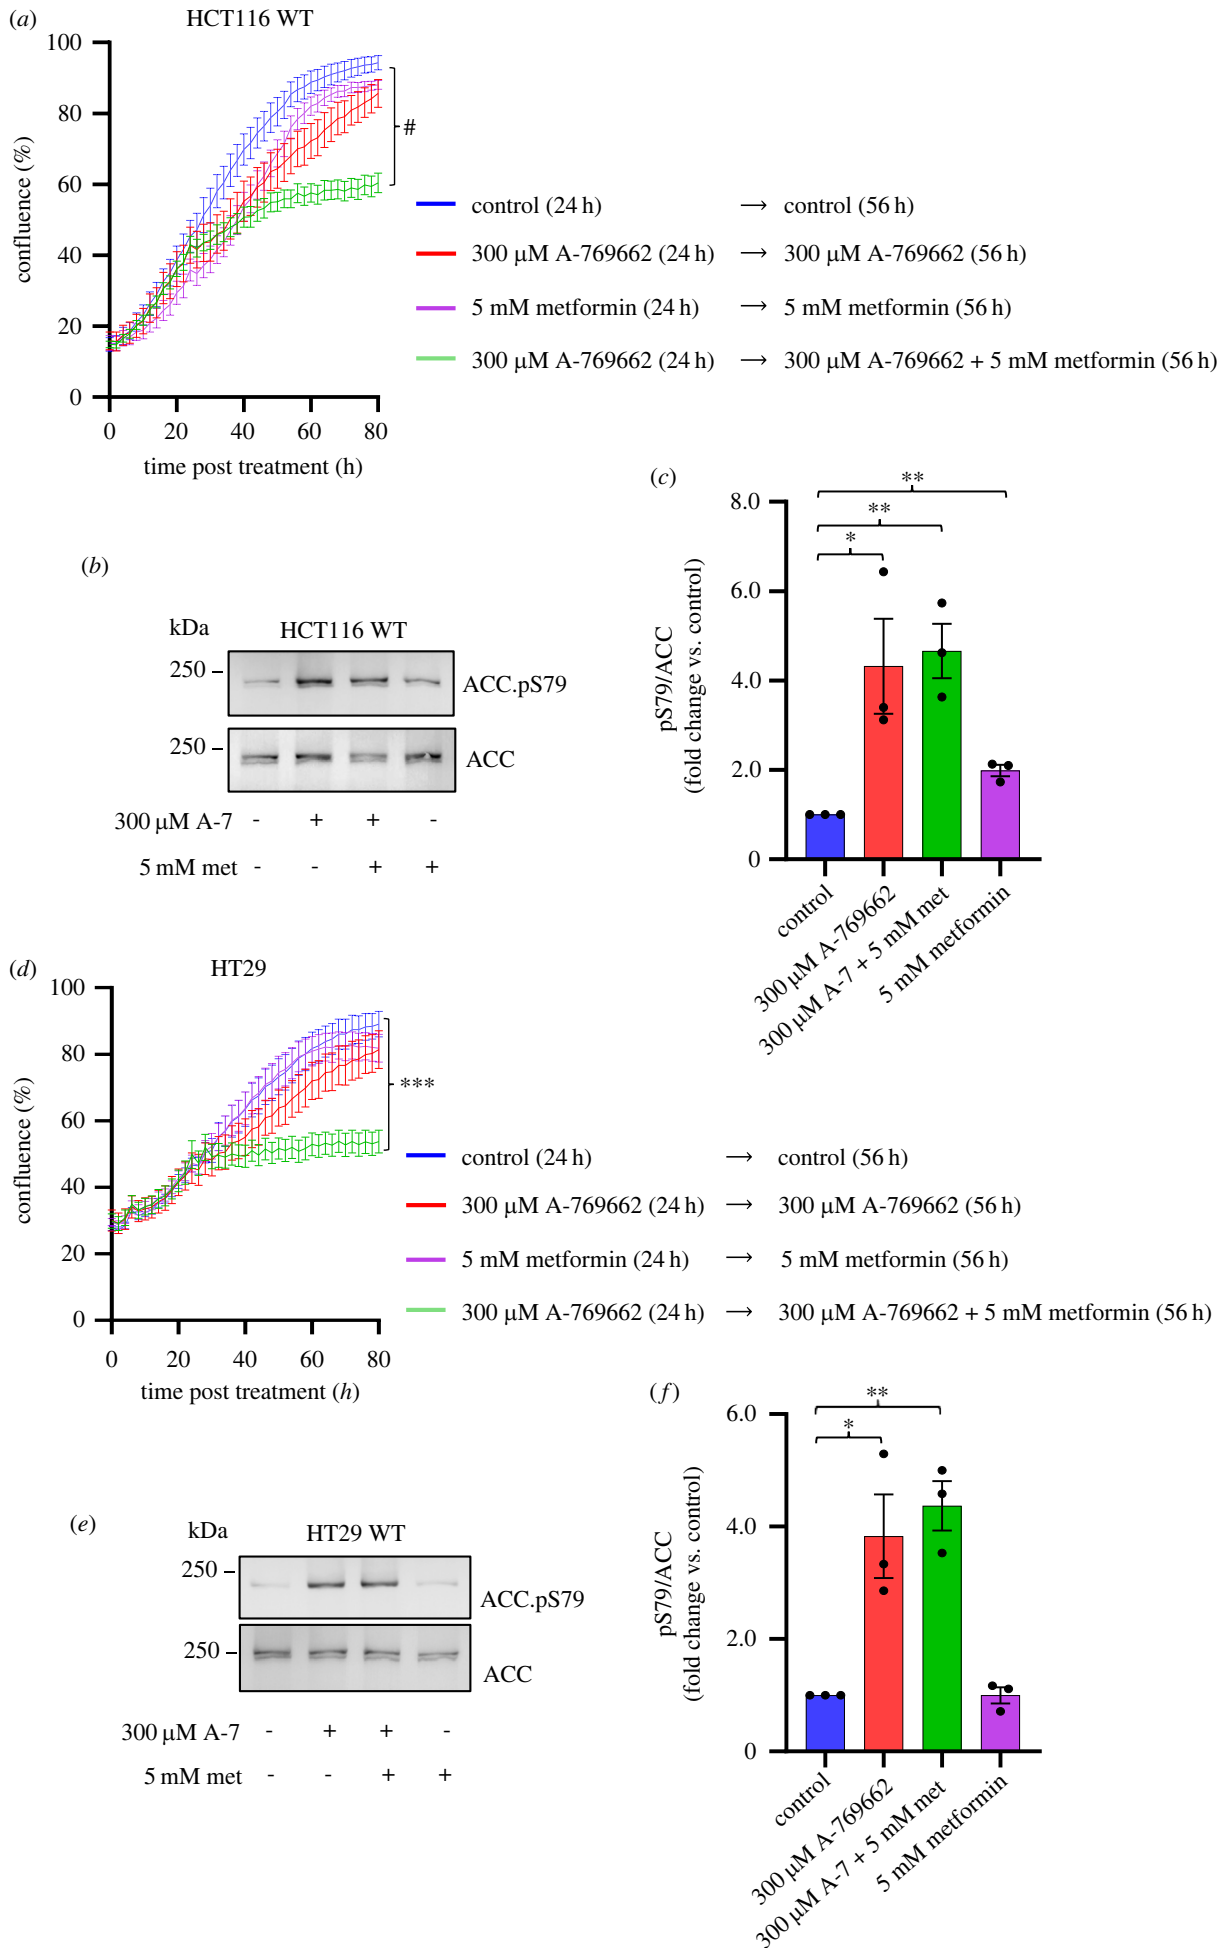 (a)
HCT116 WT
100
80
60
40
20
0
confluence (%)
#
0 20 40 60 80
time post treatment (h)
control (24 h) → control (56 h)
300 μM A-769662 (24 h) → 300 μM A-769662 (56 h)
5 mM metformin (24 h) → 5 mM metformin (56 h)
300 μM A-769662 (24 h) → 300 μM A-769662 + 5 mM metformin (56 h)
(b)
kDa
HCT116 WT
250
ACC.pS79
250
ACC
300 μM A-7 - + + -
5 mM met - - + +
(c)
**
**
*
8.0
6.0
4.0
2.0
0
pS79/ACC
(fold change vs. control)
control
300 μM A-769662
300 μM A-7 + 5 mM met
5 mM metformin
(d)
HT29
100
80
60
40
20
0
confluence (%)
***
0 20 40 60 80
time post treatment (h)
control (24 h) → control (56 h)
300 μM A-769662 (24 h) → 300 μM A-769662 (56 h)
5 mM metformin (24 h) → 5 mM metformin (56 h)
300 μM A-769662 (24 h) → 300 μM A-769662 + 5 mM metformin (56 h)
(e)
kDa
HT29 WT
250
ACC.pS79
250
ACC
300 μM A-7 - + + -
5 mM met - - + +
(f)
**
*
6.0
4.0
2.0
0
pS79/ACC
(fold change vs. control)
control
300 μM A-769662
300 μM A-7 + 5 mM met
5 mM metformin